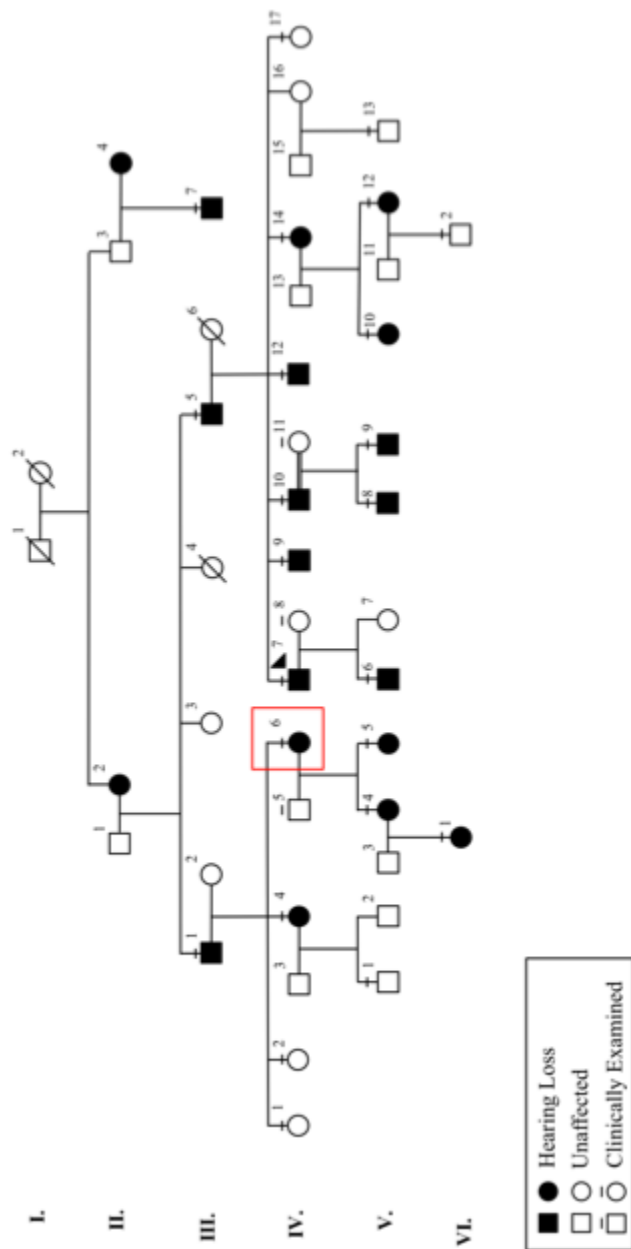 I. 1 2
II. 1 2 3 4
III. 1 2 3 4 5 6 7
IV. 1 2 3 4 5 6 7 8 9 10 11 12 13 14 15 16 17
V. 1 2 3 4 5 6 7 8 9 10 11 12 13
VI. 1 2
Hearing Loss
Unaffected
Clinically Examined